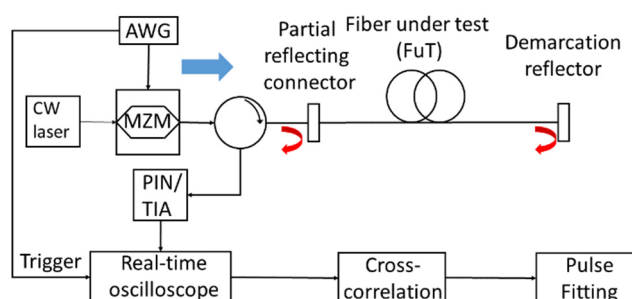 AWG
Partial
reflecting
connector
Fiber under test
(FuT)
Demarcation
reflector
CW
laser
MZM
PIN/
TIA
Trigger
Real-time
oscilloscope
Cross-
correlation
Pulse
Fitting